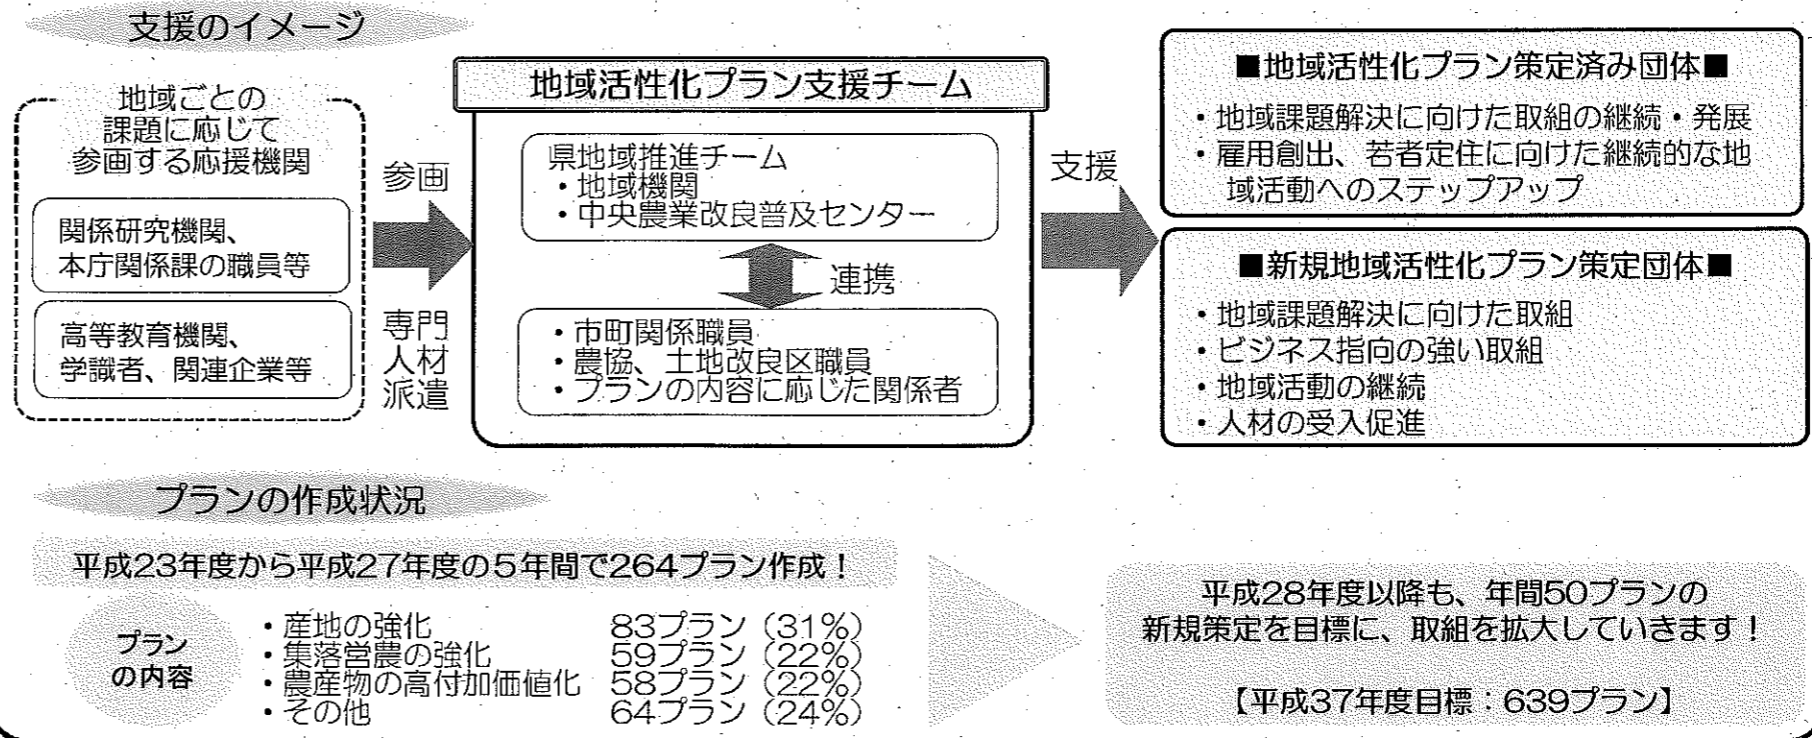 支援のイメージ
地域ごとの
課題に応じて
参画する応援機関
関係研究機関、
本庁関係課の職員等
高等教育機関、
学識者、関連企業等
参画
専門
人材
派遣
地域活性化プラン支援チーム
県地域推進チーム
・地域機関
・中央農業改良普及センター
連携
・市町関係職員
・農協、土地改良区職員
・プランの内容に応じた関係者
支援
■地域活性化プラン策定済み団体■
・地域課題解決に向けた取組の継続・発展
・雇用創出、若者定住に向けた継続的な地
域活動へのステップアップ
■新規地域活性化プラン策定団体■
・地域課題解決に向けた取組
・ビジネス指向の強い取組
・地域活動の継続
・人材の受入促進
プランの作成状況
平成23年度から平成27年度の5年間で264プラン作成！
プラン
の内容
・産地の強化 83プラン（31%）
・集落営農の強化 59プラン（22%）
・農産物の高付加価値化 58プラン（22%）
・その他 64プラン（24%）
平成28年度以降も、年間50プランの
新規策定を目標に、取組を拡大していきます！
【平成37年度目標：639プラン】